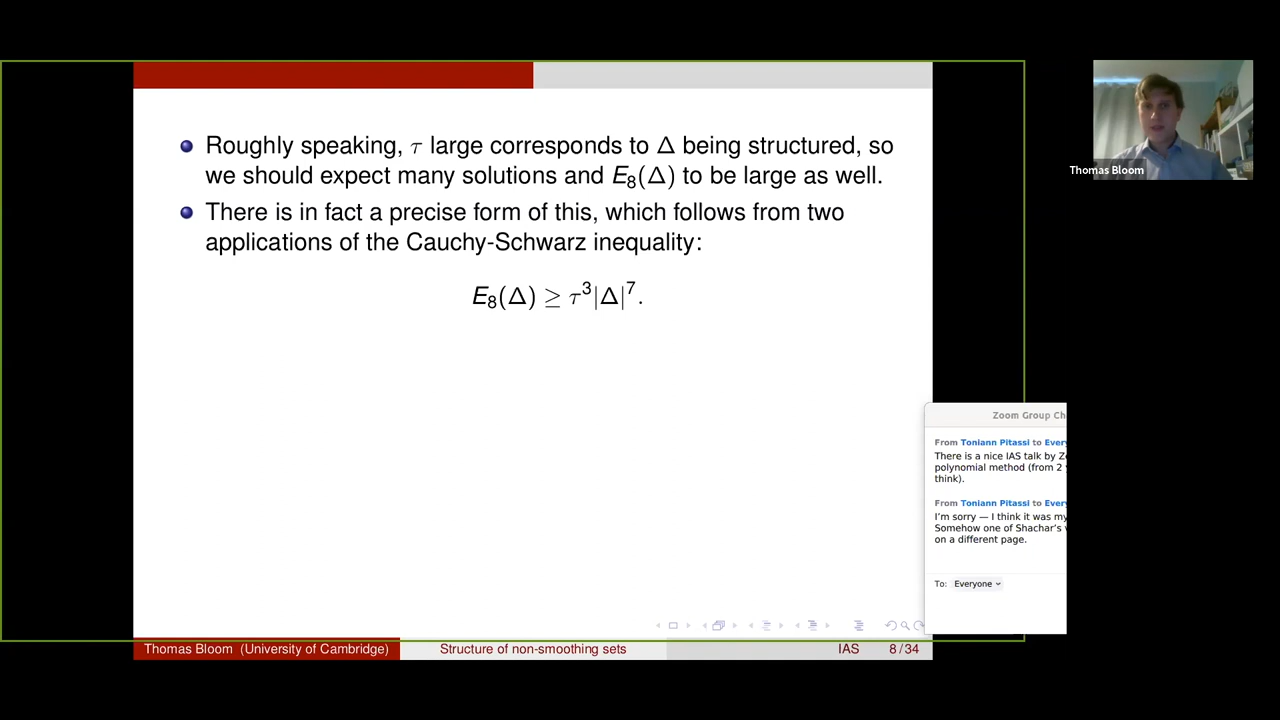 Roughly speaking, τ large corresponds to Δ being structured, so
we should expect many solutions and E₈(Δ) to be large as well.
There is in fact a precise form of this, which follows from two
applications of the Cauchy-Schwarz inequality:
E₈(Δ) ≥ τ³|Δ|⁷.
Thomas Bloom (University of Cambridge)
Structure of non-smoothing sets
IAS
8 / 34
Thomas Bloom
Zoom Group Ch
From Toniann Pitassi to Every
There is a nice IAS talk by Z
polynomial method (from 2
think).
From Toniann Pitassi to Every
I'm sorry — I think it was my
Somehow one of Shachar's
on a different page.
To: Everyone